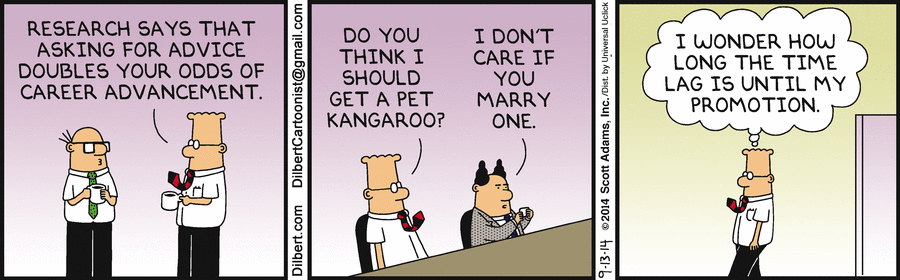 RESEARCH SAYS THAT
ASKING FOR ADVICE
DOUBLES YOUR ODDS OF
CAREER ADVANCEMENT.
Dilbert.com DilbertCartoonist@gmail.com
DO YOU
THINK I
SHOULD
GET A PET
KANGAROO?
I DON'T
CARE IF
YOU
MARRY
ONE.
9-13-14 © 2014 Scott Adams, Inc. /Dist. by Universal Uclick
I WONDER HOW
LONG THE TIME
LAG IS UNTIL MY
PROMOTION.